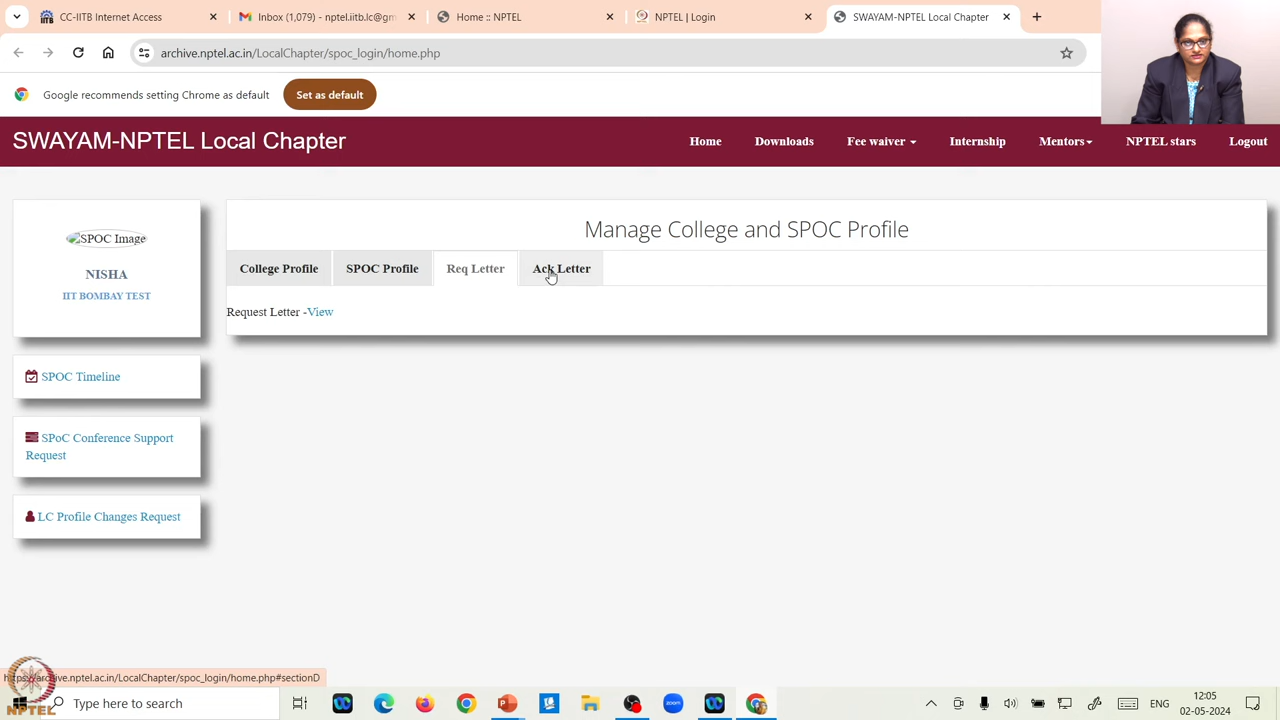 CC-IITB Internet Access
Inbox (1,079) - nptel.iitb.lc@gm
Home :: NPTEL
NPTEL | Login
SWAYAM-NPTEL Local Chapter
archive.nptel.ac.in/LocalChapter/spoc_login/home.php
Google recommends setting Chrome as default
Set as default
SWAYAM-NPTEL Local Chapter
Home
Downloads
Fee waiver
Internship
Mentors
NPTEL stars
Logout
SPOC Image
NISHA
IIT BOMBAY TEST
Manage College and SPOC Profile
College Profile
SPOC Profile
Req Letter
Ack Letter
Request Letter -View
SPOC Timeline
SPoC Conference Support
Request
LC Profile Changes Request
https://archive.nptel.ac.in/LocalChapter/spoc_login/home.php#sectionD
NPTEL
Type here to search
zoom
ENG
12:05
02-05-2024